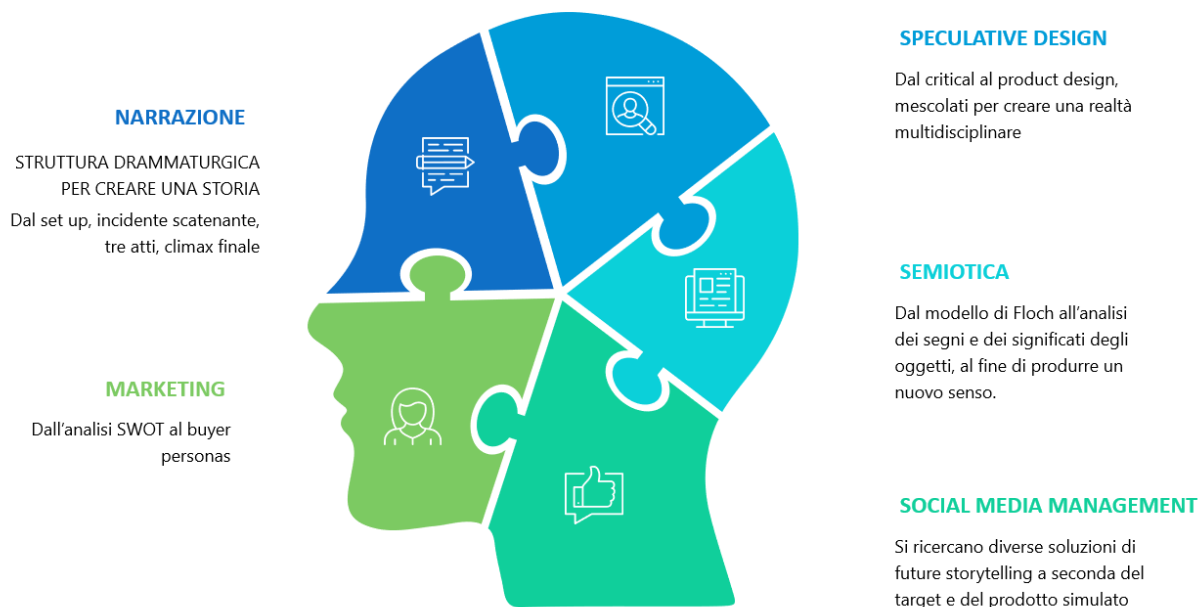 NARRAZIONE
STRUTTURA DRAMMATURGICA
PER CREARE UNA STORIA
Dal set up, incidente scatenante,
tre atti, climax finale
MARKETING
Dall’analisi SWOT al buyer
personas
SPECULATIVE DESIGN
Dal critical al product design,
mescolati per creare una realtà
multidisciplinare
SEMIOTICA
Dal modello di Floch all’analisi
dei segni e dei significati degli
oggetti, al fine di produrre un
nuovo senso.
SOCIAL MEDIA MANAGEMENT
Si ricercano diverse soluzioni di
future storytelling a seconda del
target e del prodotto simulato